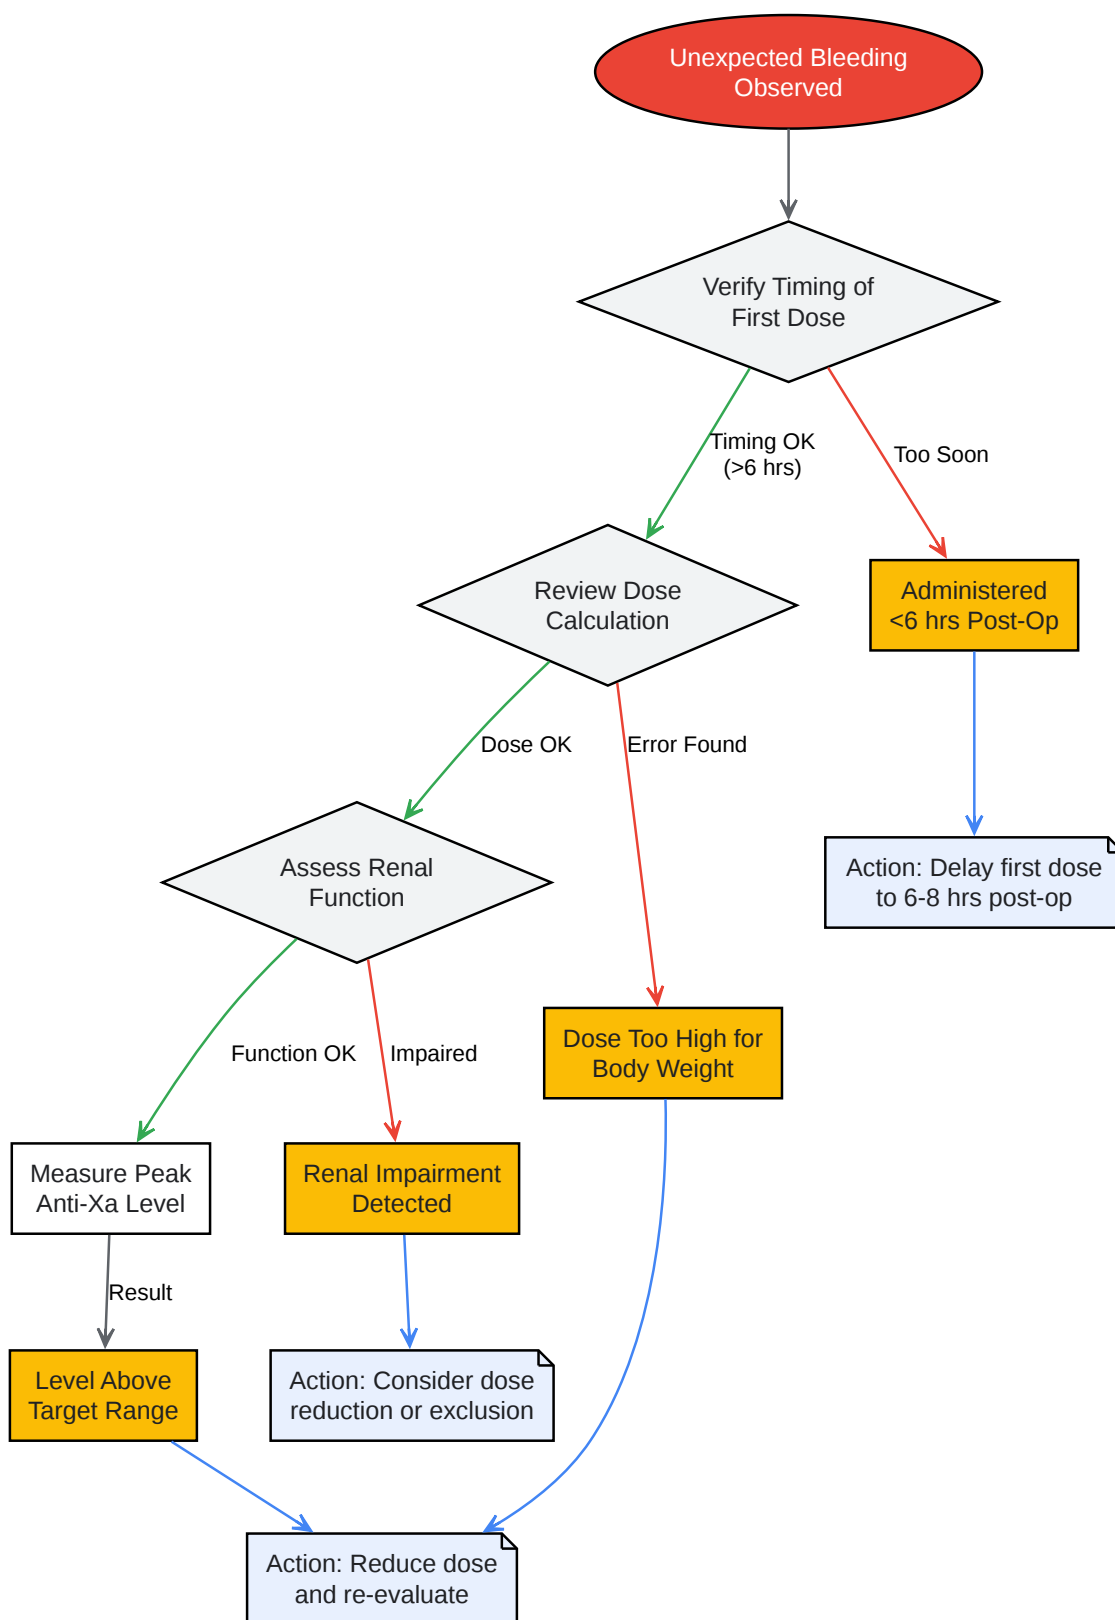 Unexpected Bleeding
Observed
Verify Timing of
First Dose
Timing OK
(>6 hrs)
Too Soon
Review Dose
Calculation
Administered
<6 hrs Post-Op
Dose OK
Error Found
Assess Renal
Function
Action: Delay first dose
to 6-8 hrs post-op
Function OK
Impaired
Dose Too High for
Body Weight
Measure Peak
Anti-Xa Level
Renal Impairment
Detected
Result
Level Above
Target Range
Action: Consider dose
reduction or exclusion
Action: Reduce dose
and re-evaluate